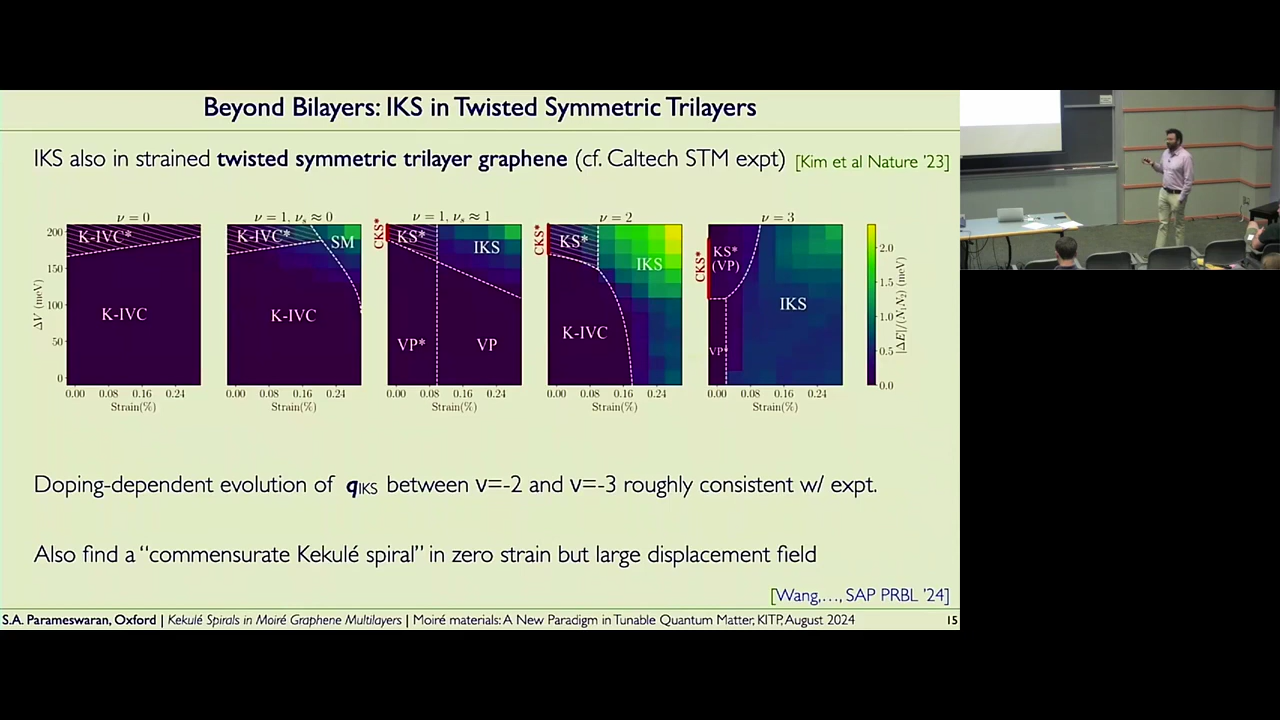 Beyond Bilayers: IKS in Twisted Symmetric Trilayers
IKS also in strained twisted symmetric trilayer graphene (cf. Caltech STM expt) [Kim et al Nature '23]
ν = 0
ν = 1, νₛ ≈ 0
ν = 1, νₛ ≈ 1
ν = 2
ν = 3
ΔV (meV)
200
150
100
50
0
K-IVC*
K-IVC
0.00 0.08 0.16 0.24
Strain(%)
K-IVC*
SM
K-IVC
0.00 0.08 0.16 0.24
Strain(%)
CKS*
KS*
IKS
VP*
VP
0.00 0.08 0.16 0.24
Strain(%)
CKS*
KS*
IKS
K-IVC
0.00 0.08 0.16 0.24
Strain(%)
CKS*
KS*
(VP)
IKS
VP*
0.00 0.08 0.16 0.24
Strain(%)
2.0
1.5
1.0
0.5
0.0
|ΔE|/(N₁N₂) (meV)
Doping-dependent evolution of q_IKS between ν=-2 and ν=-3 roughly consistent w/ expt.
Also find a “commensurate Kekulé spiral” in zero strain but large displacement field
[Wang,…, SAP PRBL '24]
S.A. Parameswaran, Oxford | Kekulé Spirals in Moiré Graphene Multilayers | Moiré materials: A New Paradigm in Tunable Quantum Matter, KITP, August 2024
15